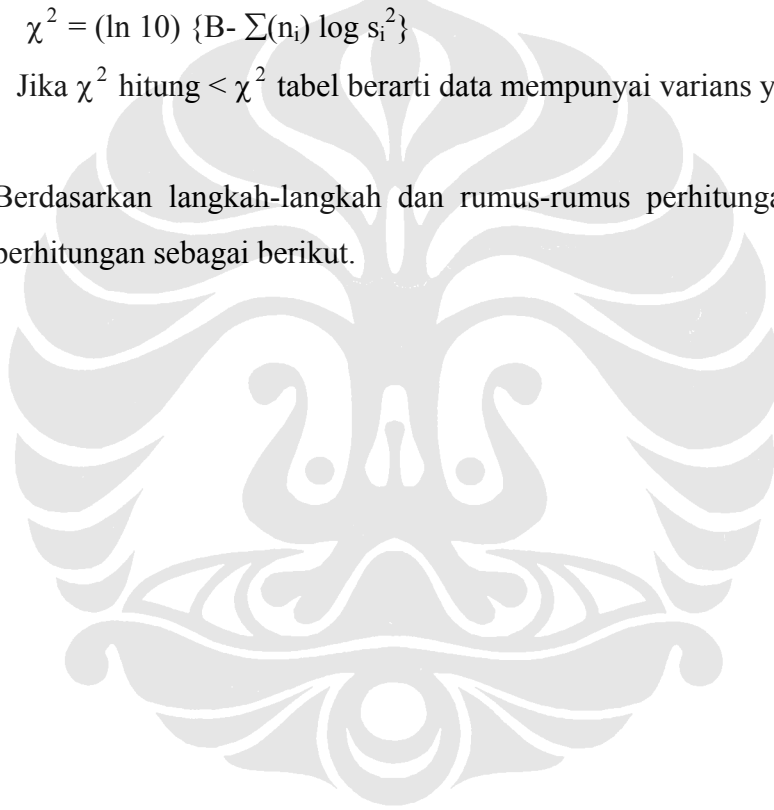 χ² = (ln 10) {B- ∑(nᵢ) log sᵢ²}
Jika χ² hitung < χ² tabel berarti data mempunyai varians
Berdasarkan langkah-langkah dan rumus-rumus
perhitungan sebagai berikut.